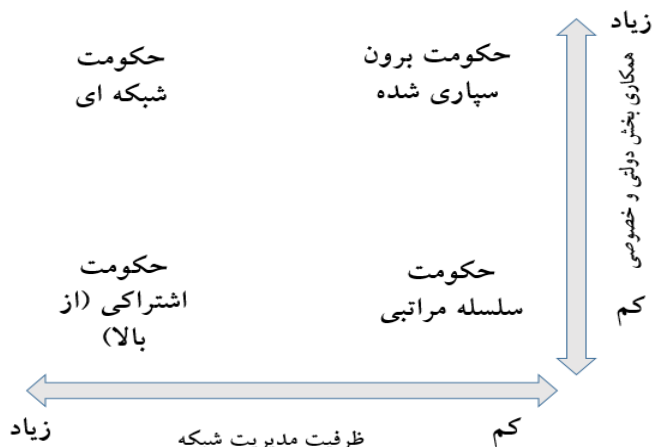 زیاد
همکاری بخش دولتی و خصوصی
کم
حکومت برون
سپاری شده
حکومت
شبکه ای
حکومت
سلسله مراتبی
حکومت
اشتراکی (از
بالا)
کم
ظرفیت مدیریت شبکه
زیاد